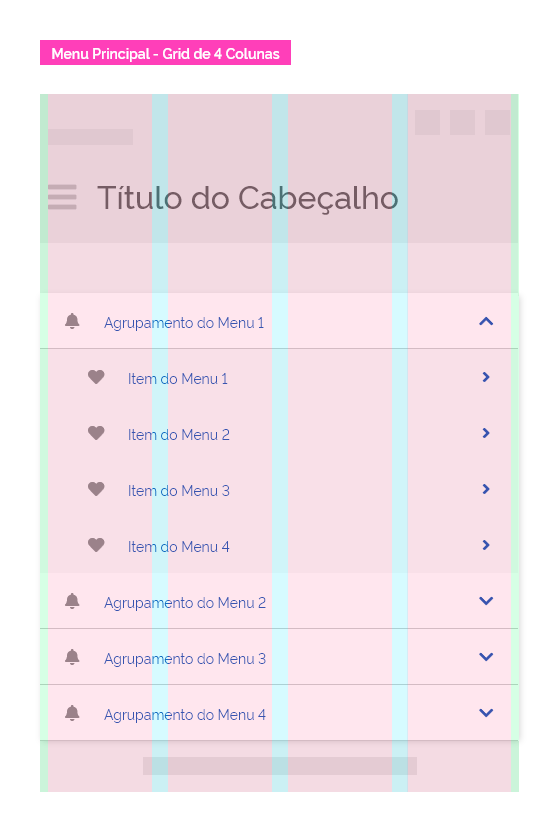 Menu Principal - Grid de 4 Colunas
Título do Cabeçalho
Agrupamento do Menu 1
Item do Menu 1
Item do Menu 2
Item do Menu 3
Item do Menu 4
Agrupamento do Menu 2
Agrupamento do Menu 3
Agrupamento do Menu 4